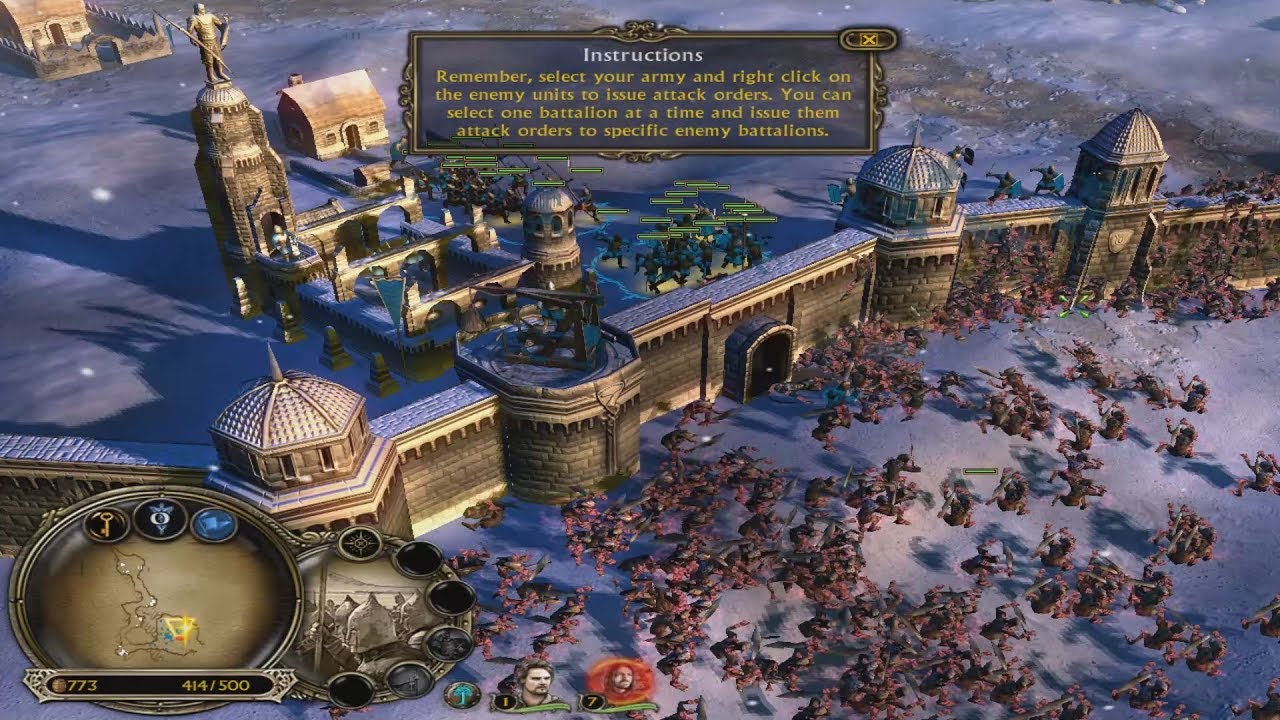 Instructions
Remember, select your army and right click on
the enemy units to issue attack orders. You can
select one battalion at a time and issue them
attack orders to specific enemy battalions.
0
773 414/500
1 7